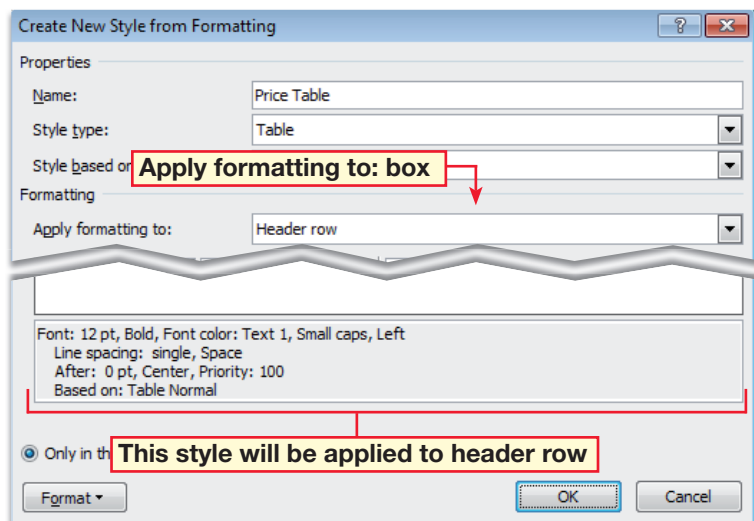 Create New Style from Formatting
Properties
Name: Price Table
Style type: Table
Style based
Apply formatting to: box
Formatting
Apply formatting to: Header row
Font: 12 pt, Bold, Font color: Text 1, Small caps, Left
Line spacing: single, Space
After: 0 pt, Center, Priority: 100
Based on: Table Normal
Only in
This style will be applied to header row
Format
OK
Cancel